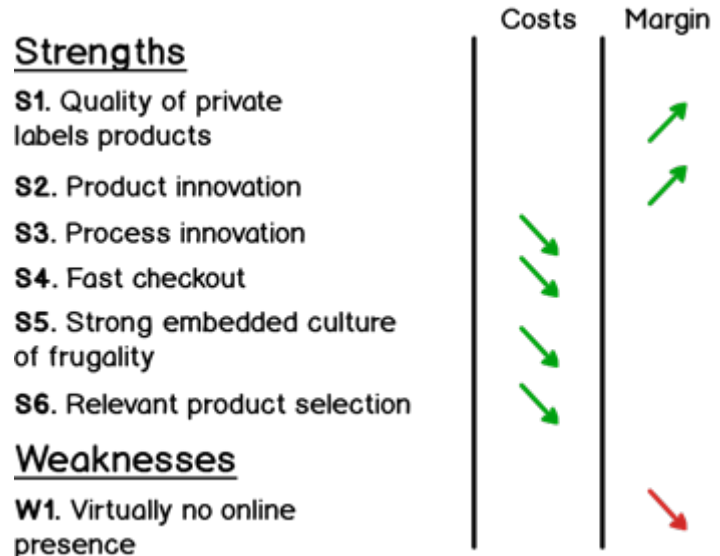 Costs Margin
Strengths
S1. Quality of private
labels products
S2. Product innovation
S3. Process innovation
S4. Fast checkout
S5. Strong embedded culture
of frugality
S6. Relevant product selection
Weaknesses
W1. Virtually no online
presence